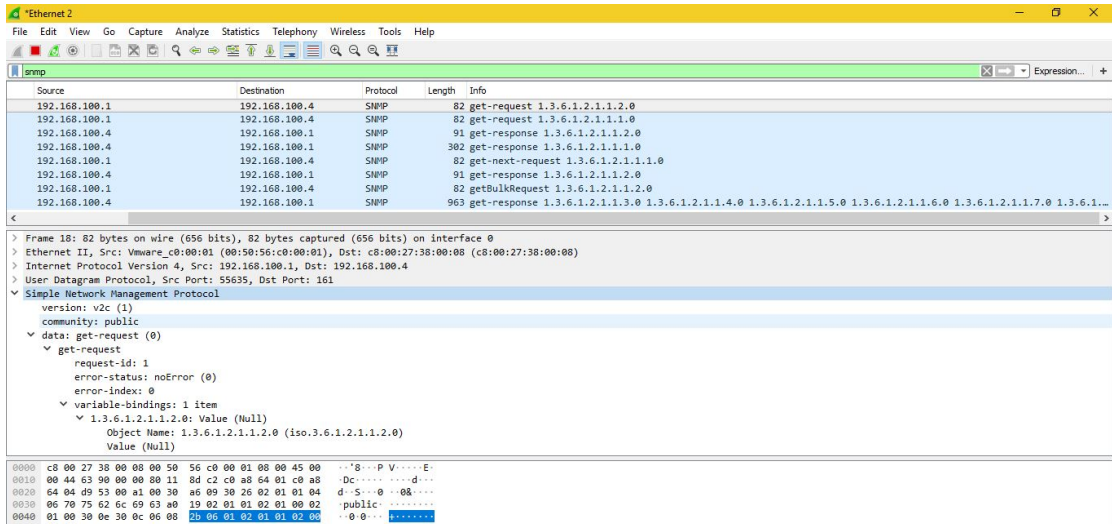 *Ethernet 2
File Edit View Go Capture Analyze Statistics Telephony Wireless Tools Help
snmp Expression... +
Source Destination Protocol Length Info
192.168.100.1 192.168.100.4 SNMP 82 get-request 1.3.6.1.2.1.1.2.0
192.168.100.1 192.168.100.4 SNMP 82 get-request 1.3.6.1.2.1.1.1.0
192.168.100.4 192.168.100.1 SNMP 91 get-response 1.3.6.1.2.1.1.2.0
192.168.100.4 192.168.100.1 SNMP 302 get-response 1.3.6.1.2.1.1.1.0
192.168.100.1 192.168.100.4 SNMP 82 get-next-request 1.3.6.1.2.1.1.1.0
192.168.100.4 192.168.100.1 SNMP 91 get-response 1.3.6.1.2.1.1.2.0
192.168.100.1 192.168.100.4 SNMP 82 getBulkRequest 1.3.6.1.2.1.1.2.0
192.168.100.4 192.168.100.1 SNMP 963 get-response 1.3.6.1.2.1.1.3.0 1.3.6.1.2.1.1.4.0 1.3.6.1.2.1.1.5.0 1.3.6.1.2.1.1.6.0 1.3.6.1.2.1.1.7.0 1.3.6.1....
Frame 18: 82 bytes on wire (656 bits), 82 bytes captured (656 bits) on interface 0
Ethernet II, Src: Vmware_c0:00:01 (00:50:56:c0:00:01), Dst: c8:00:27:38:00:08 (c8:00:27:38:00:08)
Internet Protocol Version 4, Src: 192.168.100.1, Dst: 192.168.100.4
User Datagram Protocol, Src Port: 55635, Dst Port: 161
Simple Network Management Protocol
version: v2c (1)
community: public
data: get-request (0)
get-request
request-id: 1
error-status: noError (0)
error-index: 0
variable-bindings: 1 item
1.3.6.1.2.1.1.2.0: Value (Null)
Object Name: 1.3.6.1.2.1.1.2.0 (iso.3.6.1.2.1.1.2.0)
Value (Null)
0000 c8 00 27 38 00 08 00 50 56 c0 00 01 08 00 45 00 ··'8···P V·····E·
0010 00 44 63 90 00 00 80 11 8d c2 c0 a8 64 01 c0 a8 ·Dc····· ····d···
0020 64 04 d9 53 00 a1 00 30 a6 09 30 26 02 01 01 04 d··S···0 ··0&····
0030 06 70 75 62 6c 69 63 a0 19 02 01 01 02 01 00 02 ·public· ········
0040 01 00 30 0e 30 0c 06 08 2b 06 01 02 01 01 02 00 ··0·0··· +·······